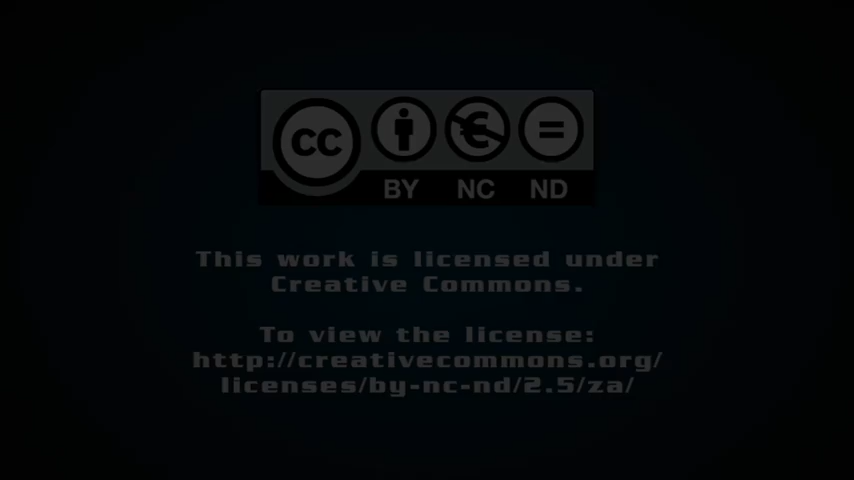 CC
BY NC ND
This work is licensed under
Creative Commons.
To view the license:
http://creativecommons.org/
licenses/by-nc-nd/2.5/za/